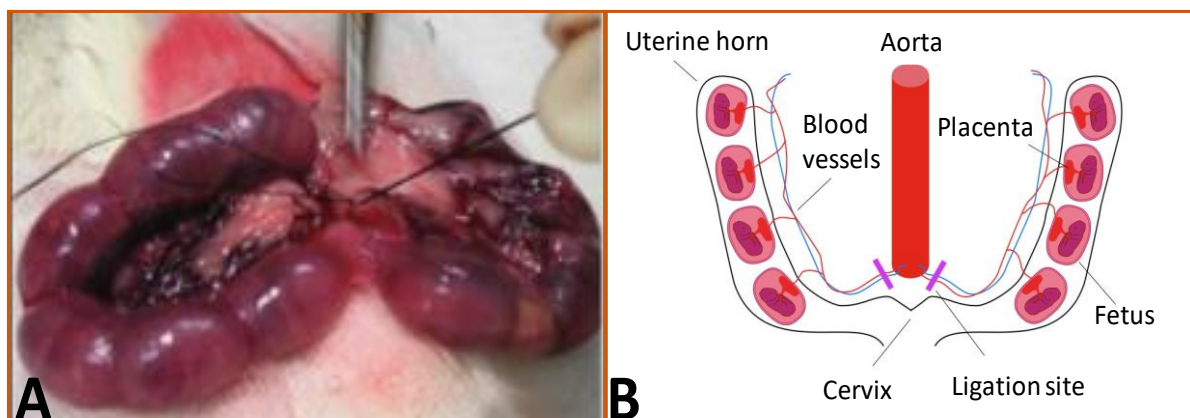 A
B
Uterine horn
Aorta
Blood
vessels
Placenta
Fetus
Cervix
Ligation site